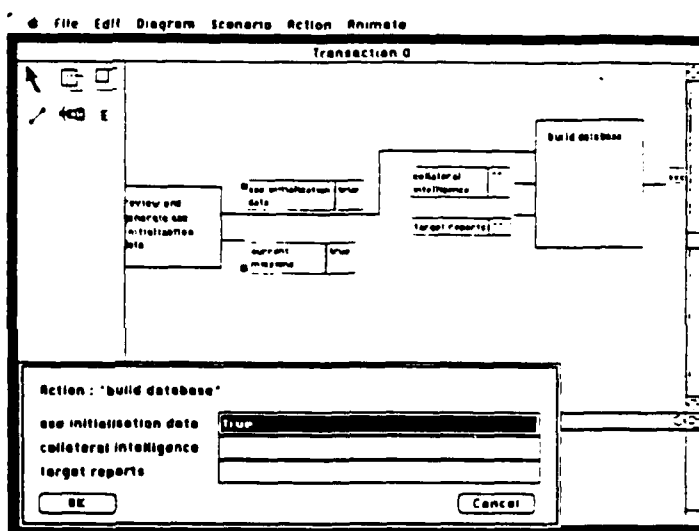 File Edit Diagram Scenario Action Animate
Transaction 0
E
build database
collateral
intelligence
target reports
ase initialisation
data
true
review and
generate ase
initialisation
data
current
missions
true
Action : "build database"
ase initialisation data
True
collateral intelligence
target reports
OK
Cancel